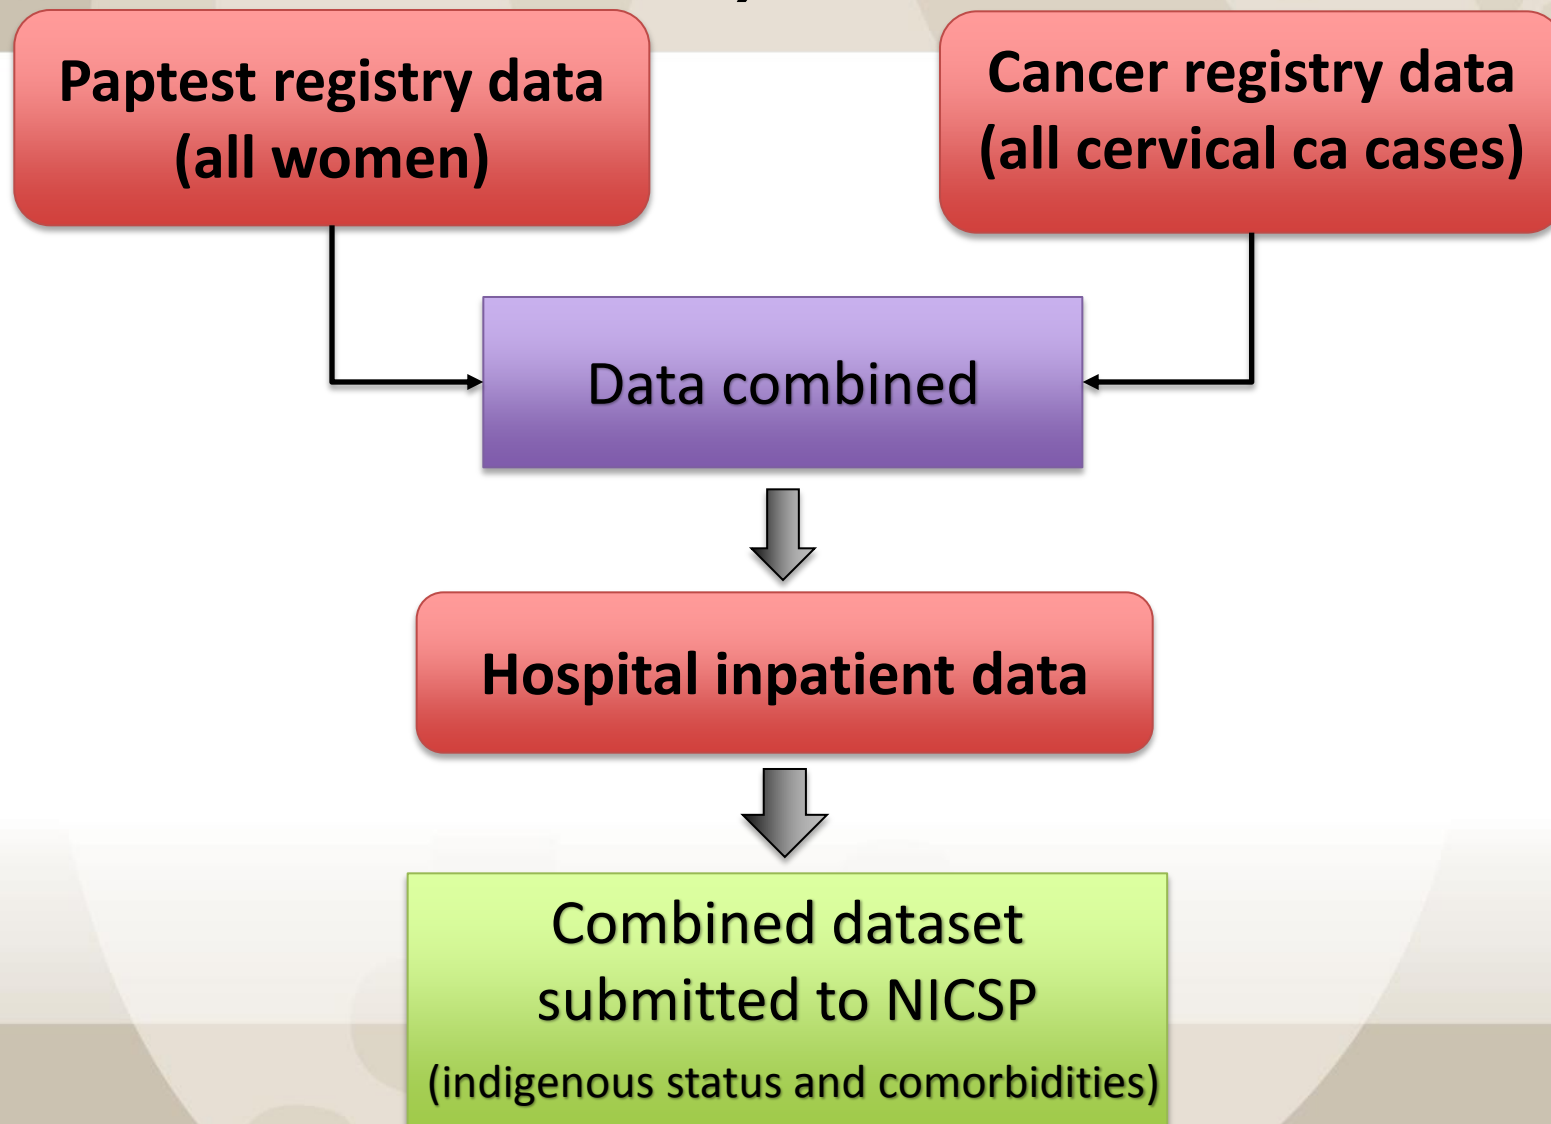 Paptest registry data
(all women)
Cancer registry data
(all cervical ca cases)
Data combined
Hospital inpatient data
Combined dataset
submitted to NICSP
(indigenous status and comorbidities)